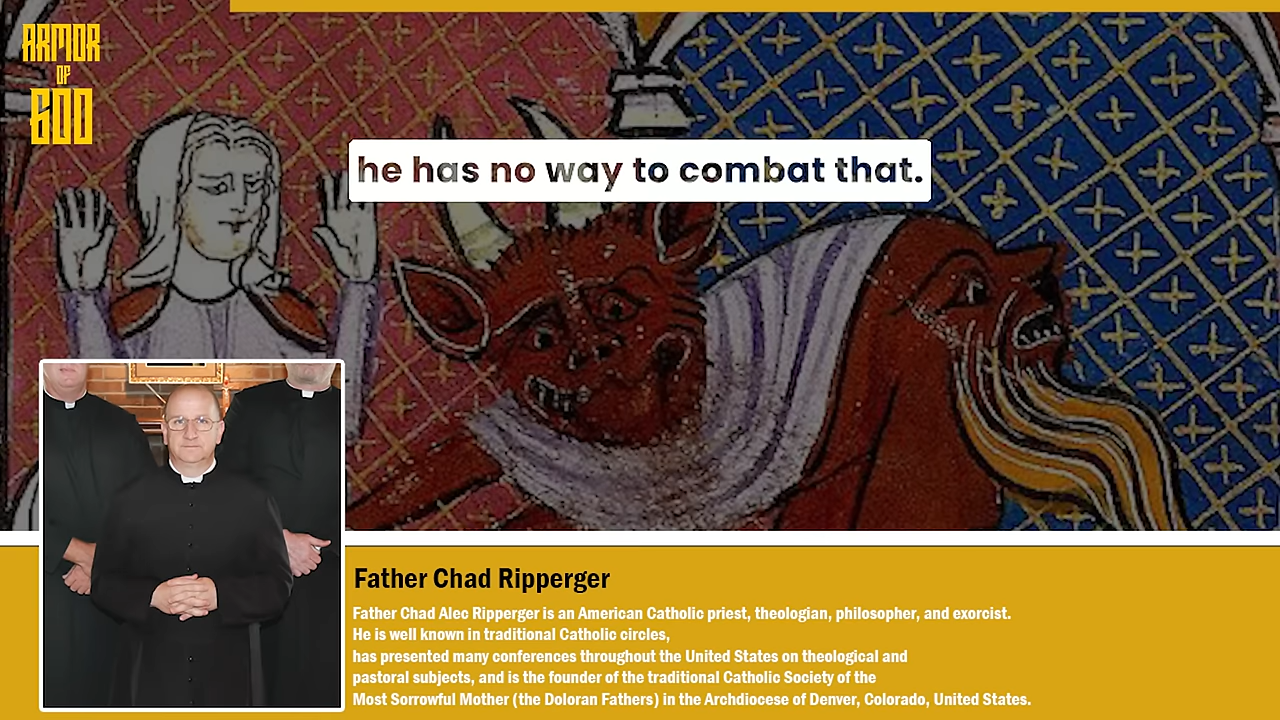 ARMOR
OF
GOD
he has no way to combat that.
Father Chad Ripperger
Father Chad Alec Ripperger is an American Catholic priest, theologian, philosopher, and exorcist.
He is well known in traditional Catholic circles,
has presented many conferences throughout the United States on theological and
pastoral subjects, and is the founder of the traditional Catholic Society of the
Most Sorrowful Mother (the Doloran Fathers) in the Archdiocese of Denver, Colorado, United States.